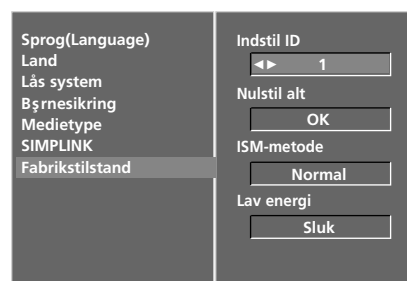 Sprog(Language)
Land
Lås system
Bşrnesikring
Medietype
SIMPLINK
Fabrikstilstand
Indstil ID
◄► 1
Nulstil alt
OK
ISM-metode
Normal
Lav energi
Sluk